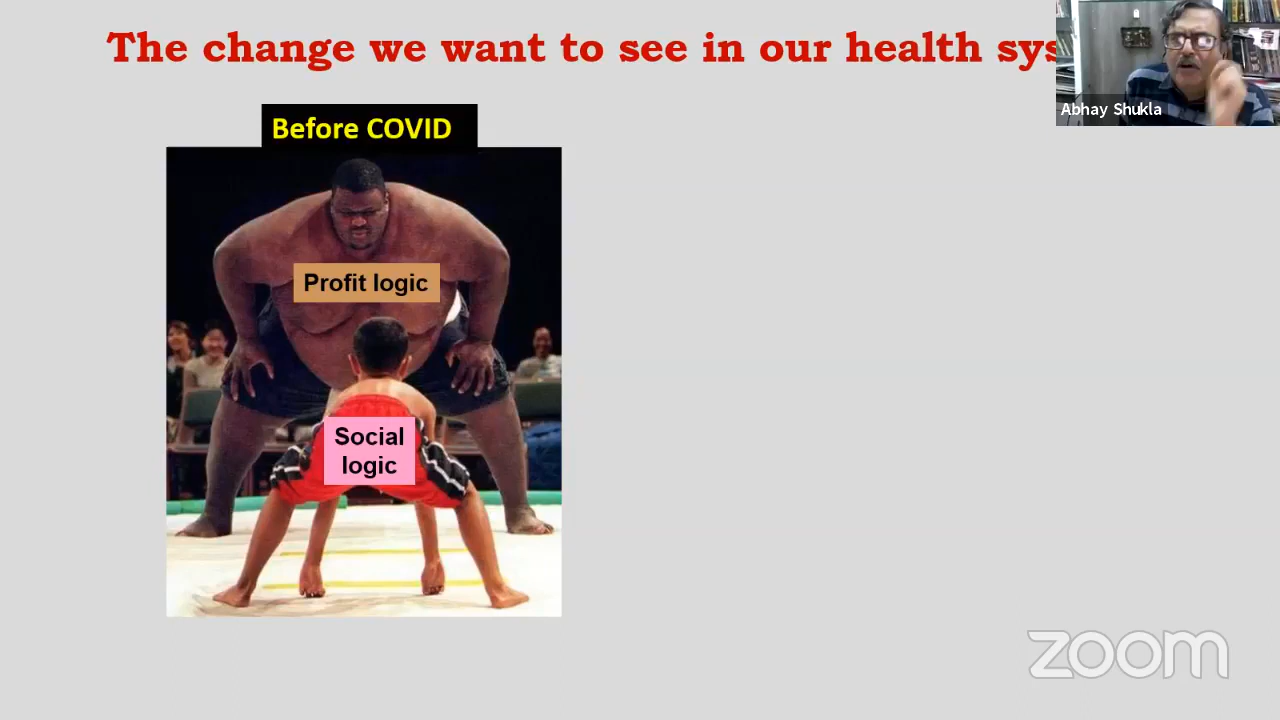 The change we want to see in our health sys
Abhay Shukla
Before COVID
Profit logic
Social
logic
zoom